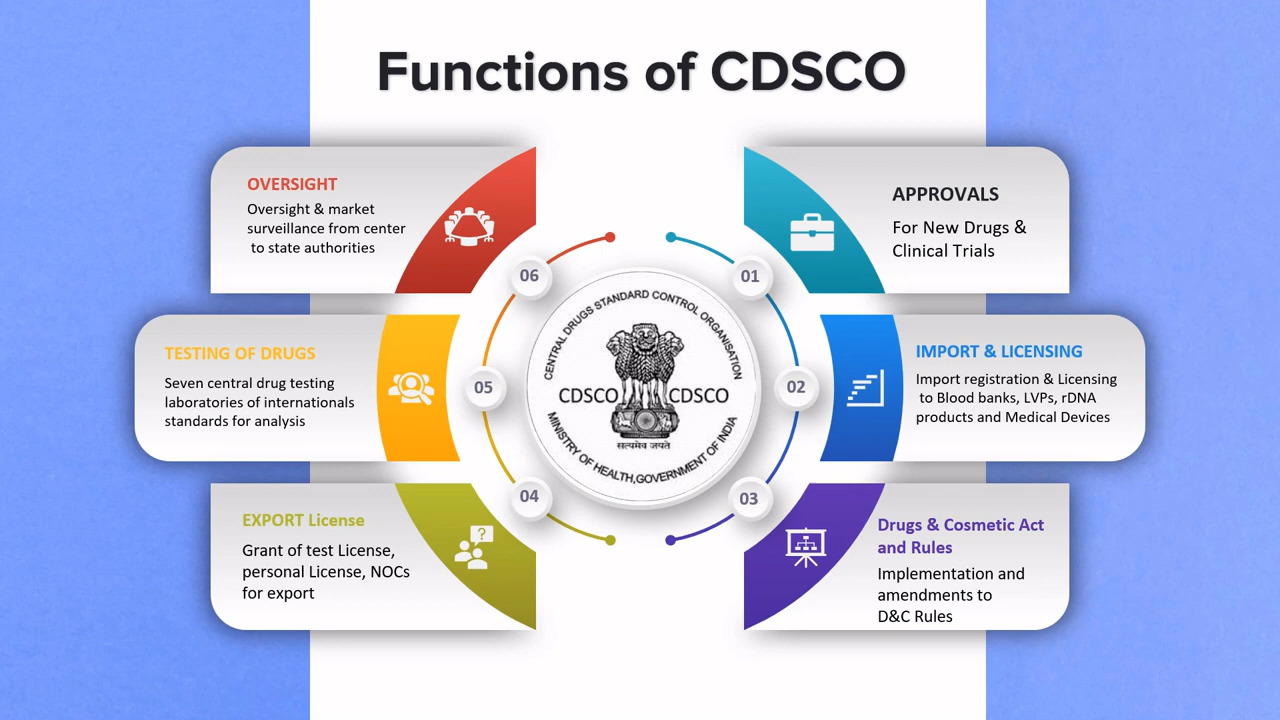 Functions of CDSCO
OVERSIGHT
Oversight & market
surveillance from center
to state authorities
06
TESTING OF DRUGS
Seven central drug testing
laboratories of internationals
standards for analysis
05
EXPORT License
Grant of test License,
personal License, NOCs
for export
04
CENTRAL DRUGS STANDARD CONTROL ORGANISATION
CDSCO CDSCO
सत्यमेव जयते
MINISTRY OF HEALTH,GOVERNMENT OF INDIA
01
APPROVALS
For New Drugs &
Clinical Trials
02
IMPORT & LICENSING
Import registration & Licensing
to Blood banks, LVPs, rDNA
products and Medical Devices
03
Drugs & Cosmetic Act
and Rules
Implementation and
amendments to
D&C Rules
?